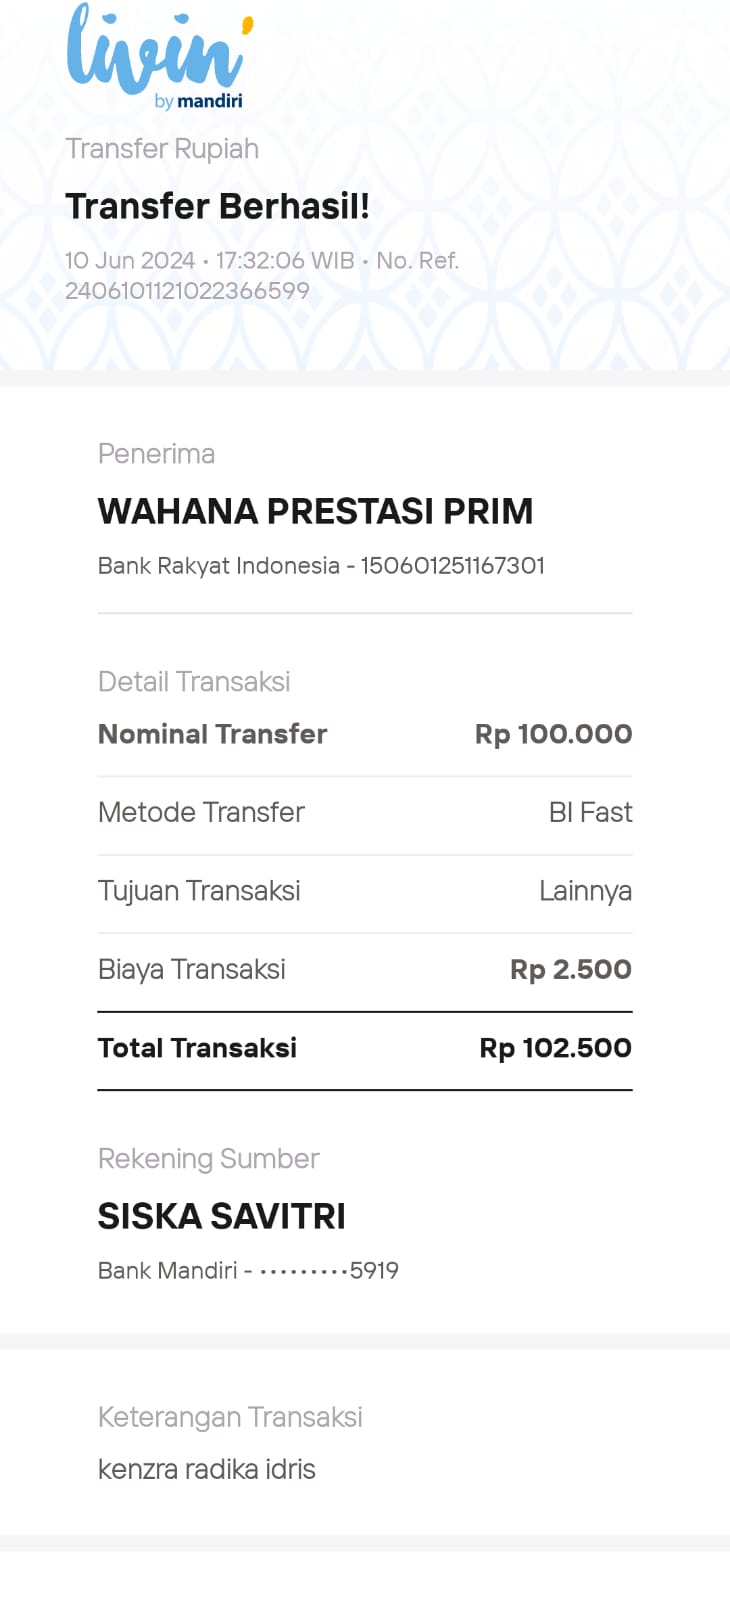 livin'
by mandiri
Transfer Rupiah
Transfer Berhasil!
10 Jun 2024 • 17:32:06 WIB • No. Ref.
2406101121022366599
Penerima
WAHANA PRESTASI PRIM
Bank Rakyat Indonesia - 150601251167301
Detail Transaksi
Nominal Transfer Rp 100.000
Metode Transfer BI Fast
Tujuan Transaksi Lainnya
Biaya Transaksi Rp 2.500
Total Transaksi Rp 102.500
Rekening Sumber
SISKA SAVITRI
Bank Mandiri - •••••••••5919
Keterangan Transaksi
kenzra radika idris